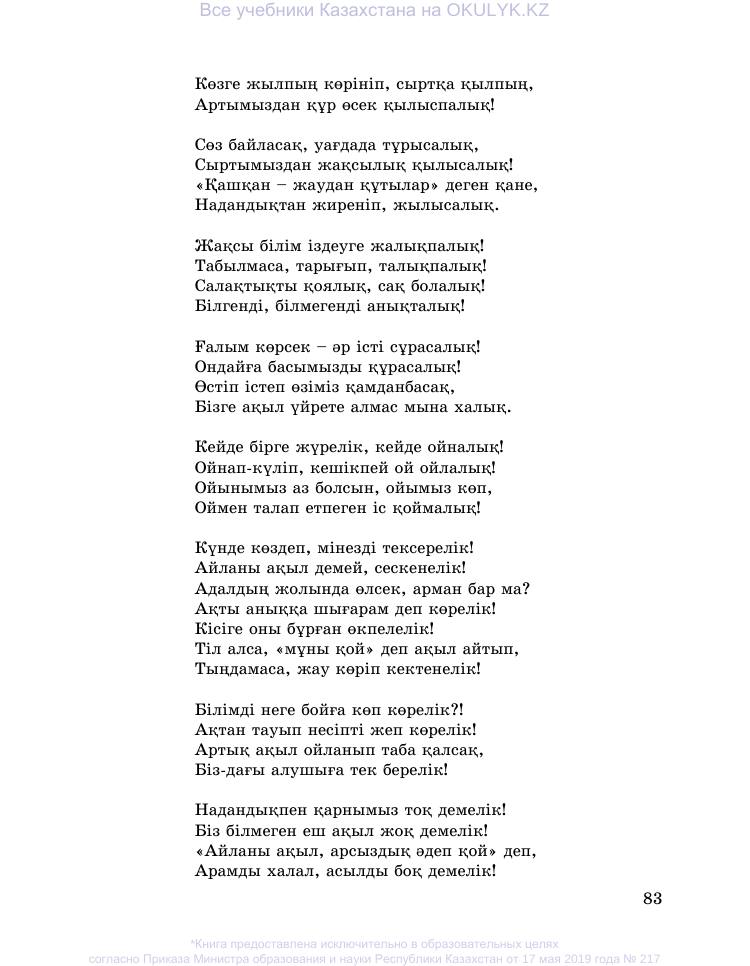 Все учебники Казахстана на OKULYK.KZ
Көзге жылпың көрініп, сыртқа қылпың,
Артымыздан құр өсек қылыспалық!
Сөз байласақ, уағдада тұрысалық,
Сыртымыздан жақсылық қылысалық!
«Қашқан – жаудан құтылар» деген қане,
Надандықтан жиреніп, жылысалық.
Жақсы білім іздеуге жалықпалық!
Табылмаса, тарығып, талықпалық!
Салақтықты қоялық, сақ болалық!
Білгенді, білмегенді анықталық!
Ғалым көрсек – әр істі сұрасалық!
Ондайға басымызды құрасалық!
Өстіп істеп өзіміз қамданбасақ,
Бізге ақыл үйрете алмас мына халық.
Кейде бірге жүрелік, кейде ойналық!
Ойнап-күліп, кешікпей ой ойлалық!
Ойынымыз аз болсын, ойымыз көп,
Оймен талап етпеген іс қоймалық!
Күнде көздеп, мінезді тексерелік!
Айланы ақыл демей, сескенелік!
Адалдың жолында өлсек, арман бар ма?
Ақты аныққа шығарам деп көрелік!
Кісіге оны бұрған өкпелелік!
Тіл алса, «мұны қой» деп ақыл айтып,
Тыңдамаса, жау көріп кектенелік!
Білімді неге бойға көп көрелік?!
Ақтан тауып несіпті жеп көрелік!
Артық ақыл ойланып таба қалсақ,
Біз-дағы алушыға тек берелік!
Надандықпен қарнымыз тоқ демелік!
Біз білмеген еш ақыл жоқ демелік!
«Айланы ақыл, арсыздық әдеп қой» деп,
Арамды халал, асылды боқ демелік!
83
*Книга предоставлена исключительно в образовательных целях
согласно Приказа Министра образования и науки Республики Казахстан от 17 мая 2019 года № 217